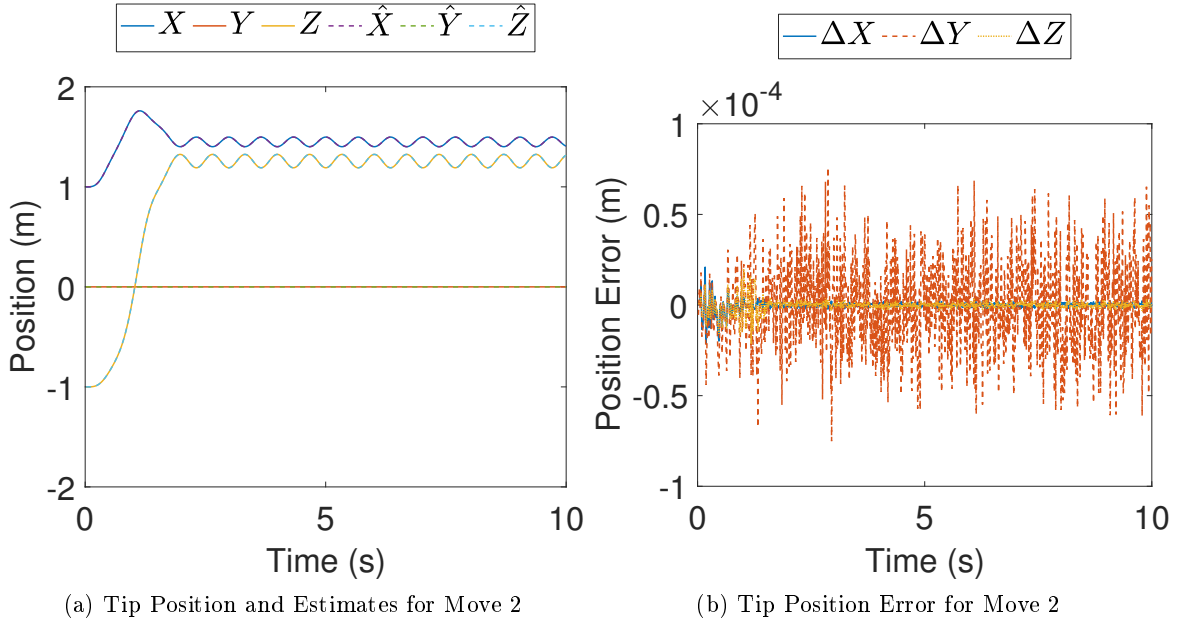 X Y Z X̂ Ŷ Ẑ
2
1
0
-1
-2
Position (m)
0 5 10
Time (s)
(a) Tip Position and Estimates for Move 2
ΔX ΔY ΔZ
×10⁻⁴
1
0.5
0
-0.5
-1
Position Error (m)
0 5 10
Time (s)
(b) Tip Position Error for Move 2